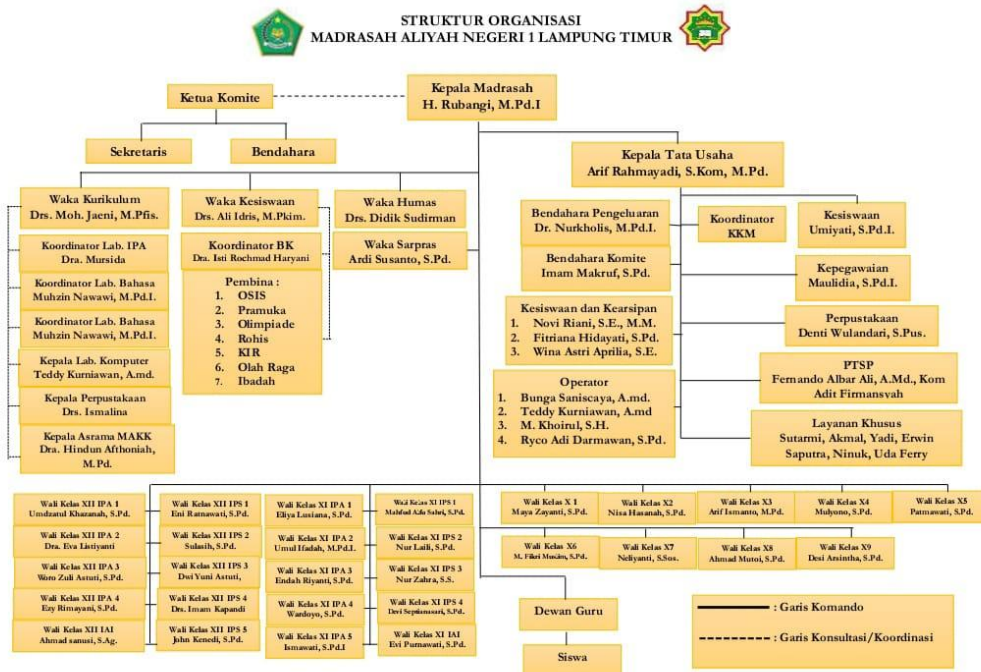 STRUKTUR ORGANISASI
MADRASAH ALIYAH NEGERI 1 LAMPUNG TIMUR
Kepala Madrasah
H. Rubangi, M.Pd.I
Ketua Komite
Sekretaris
Bendahara
Kepala Tata Usaha
Arif Rahmayadi, S.Kom, M.Pd.
Waka Kurikulum
Drs. Moh. Jaeni, M.Pfis.
Waka Kesiswaan
Drs. Ali Idris, M.Pkim.
Waka Humas
Drs. Didik Sudirman
Koordinator Lab. IPA
Dra. Mursida
Koordinator BK
Dra. Isti Rochmad Haryani
Waka Sarpras
Ardi Susanto, S.Pd.
Koordinator Lab. Bahasa
Muhzin Nawawi, M.Pd.I.
Koordinator Lab. Bahasa
Muhzin Nawawi, M.Pd.I.
Kepala Lab. Komputer
Teddy Kurniawan, A.md.
Kepala Perpustakaan
Drs. Ismalina
Kepala Asrama MAKK
Dra. Hindun Afthoniah,
M.Pd.
Pembina :
1. OSIS
2. Pramuka
3. Olimpiade
4. Rohis
5. KIR
6. Olah Raga
7. Ibadah
Bendahara Pengeluaran
Dr. Nurkholis, M.Pd.I.
Koordinator
KKM
Kesiswaan
Umiyati, S.Pd.I.
Bendahara Komite
Imam Makruf, S.Pd.
Kepegawaian
Maulidia, S.Pd.I.
Kesiswaan dan Kearsipan
1. Novi Riani, S.E., M.M.
2. Fitriana Hidayati, S.Pd.
3. Wina Astri Aprilia, S.E.
Perpustakaan
Denti Wulandari, S.Pus.
Operator
1. Bunga Saniscaya, A.md.
2. Teddy Kurniawan, A.md
3. M. Khoirul, S.H.
4. Ryco Adi Darmawan, S.Pd.
PTSP
Fernando Albar Ali, A.Md., Kom
Adit Firmansyah
Layanan Khusus
Sutarmi, Akmal, Yadi, Erwin
Saputra, Ninuk, Uda Ferry
Wali Kelas XII IPA 1
Umdzatul Khazanah, S.Pd.
Wali Kelas XII IPA 2
Dra. Eva Listiyanti
Wali Kelas XII IPA 3
Woro Zuli Astuti, S.Pd.
Wali Kelas XII IPA 4
Ezy Rimayani, S.Pd.
Wali Kelas XII IAI
Ahmad sanusi, S.Ag.
Wali Kelas XII IPS 1
Eni Ratnawati, S.Pd.
Wali Kelas XII IPS 2
Sulasih, S.Pd.
Wali Kelas XII IPS 3
Dwi Yuni Astuti,
Wali Kelas XII IPS 4
Drs. Imam Kapandi
Wali Kelas XII IPS 5
John Kenedi, S.Pd.
Wali Kelas XI IPA 1
Eliya Lusiana, S.Pd.
Wali Kelas XI IPA 2
Umul Ifadah, M.Pd.I.
Wali Kelas XI IPA 3
Endah Riyanti, S.Pd.
Wali Kelas XI IPA 4
Wardoyo, S.Pd.
Wali Kelas XI IPA 5
Ismawati, S.Pd.I
Wali Kelas XI IPS 1
S.Pd.
Wali Kelas XI IPS 2
Nur Laili, S.Pd.
Wali Kelas XI IPS 3
Nur Zahra, S.S.
Wali Kelas XI IPS 4
Devi S.Pd.
Wali Kelas XI IAI
Evi Purnawati, S.Pd.
Wali Kelas X 1
Maya Zayanti, S.Pd.
Wali Kelas X2
Nisa Hasanah, S.Pd.
Wali Kelas X3
Arif Ismanto, M.Pd.
Wali Kelas X4
Mulyono, S.Pd.
Wali Kelas X5
Patmawati, S.Pd.
Wali Kelas X6
M. Fikri S.Pd.
Wali Kelas X7
Neliyanti, S.Sos.
Wali Kelas X8
Ahmad Mutoi, S.Pd.
Wali Kelas X9
Desi Arsintha, S.Pd.
Dewan Guru
Siswa
: Garis Komando
: Garis Konsultasi/Koordinasi